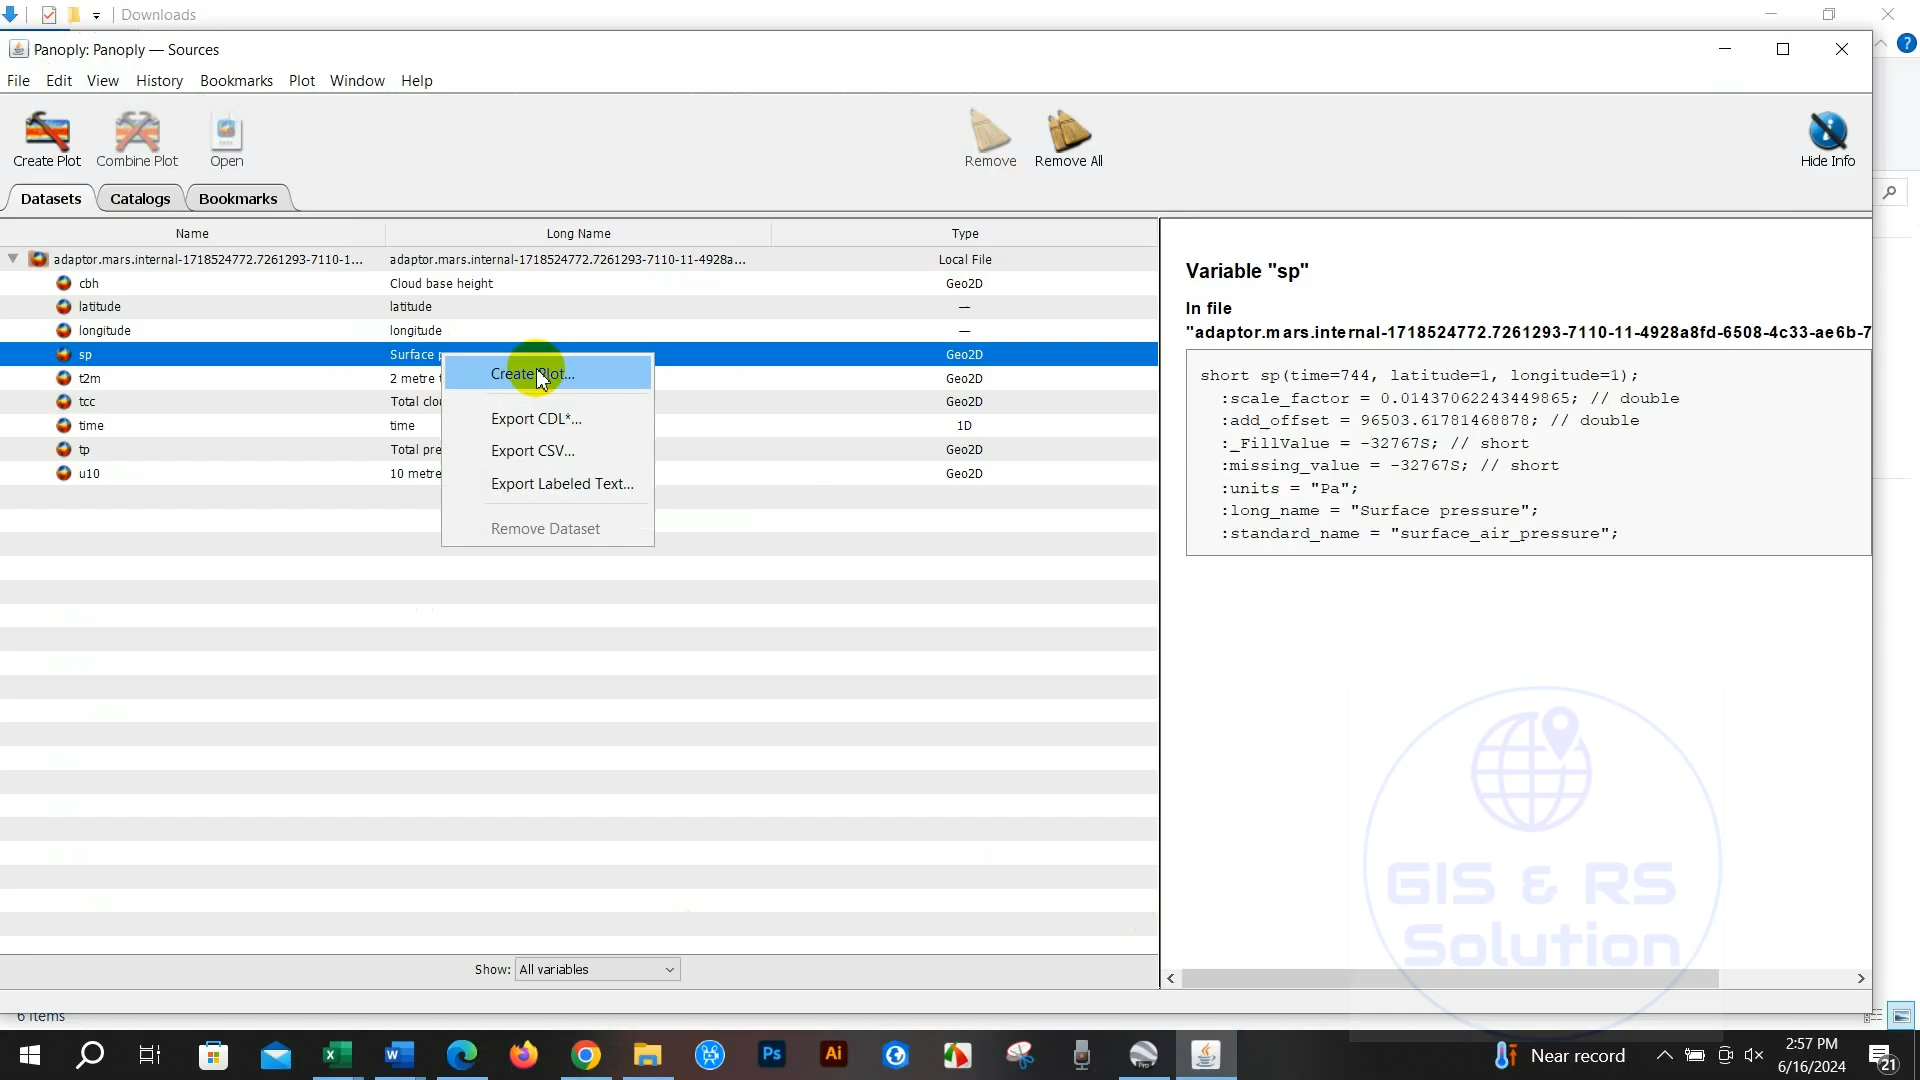 Downloads
Panoply: Panoply — Sources
File Edit View History Bookmarks Plot Window Help
Create Plot Combine Plot Open Remove Remove All Hide Info
Datasets Catalogs Bookmarks
Name Long Name Type
adaptor.mars.internal-1718524772.7261293-7110-1... adaptor.mars.internal-1718524772.7261293-7110-11-4928a... Local File
cbh Cloud base height Geo2D
latitude latitude —
longitude longitude —
sp Surface Geo2D
t2m 2 metre Geo2D
tcc Total Geo2D
time time 1D
tp Total Geo2D
u10 10 metre Geo2D
Create Plot...
Export CDL*...
Export CSV...
Export Labeled Text...
Remove Dataset
Show: All variables
Variable "sp"
In file
"adaptor.mars.internal-1718524772.7261293-7110-11-4928a8fd-6508-4c33-ae6b-7
short sp(time=744, latitude=1, longitude=1);
:scale_factor = 0.01437062243449865; // double
:add_offset = 96503.61781468878; // double
:_FillValue = -32767S; // short
:missing_value = -32767S; // short
:units = "Pa";
:long_name = "Surface pressure";
:standard_name = "surface_air_pressure";
GIS & RS
Solution
6 items
Ps
Ai
Pro
Near record
2:57 PM
6/16/2024
21